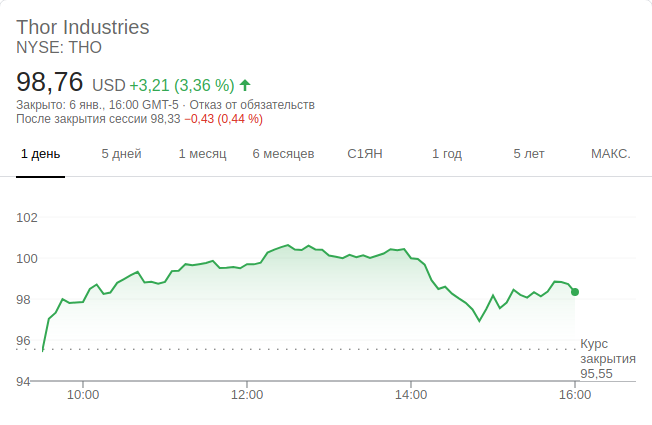 Thor Industries
NYSE: THO
98,76 USD +3,21 (3,36 %)
Закрыто: 6 янв., 16:00 GMT-5 · Отказ от обязательств
После закрытия сессии 98,33 −0,43 (0,44 %)
1 день 5 дней 1 месяц 6 месяцев С1ЯН 1 год 5 лет МАКС.
102
100
98
96
Курс
закрытия
95,55
94
10:00 12:00 14:00 16:00